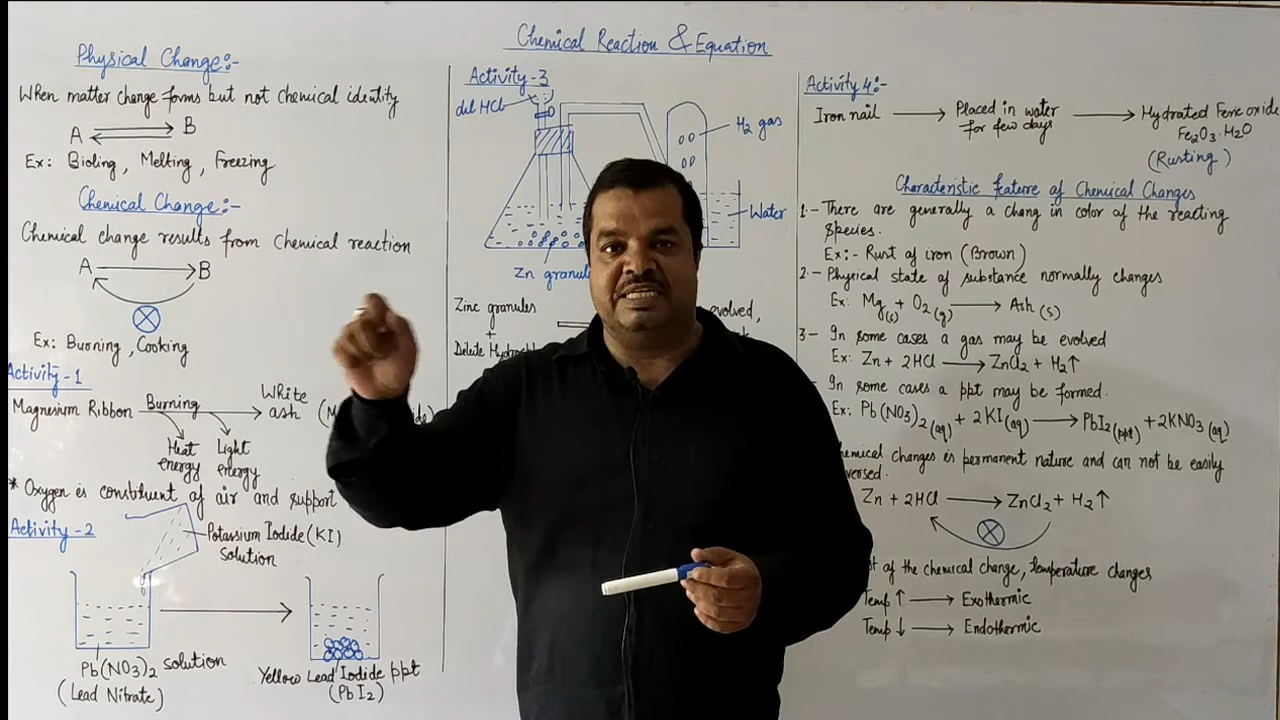 Chemical Reaction & Equation
Physical Change:-
When matter change forms but not chemical identity
A B
Ex: Bioling, Melting, Freezing
Chemical Change:-
Chemical change results from chemical reaction
A B
Ex: Burning, Cooking
Activity-1
Magnesium Ribbon Burning White ash
Heat energy Light energy
* Oxygen is constituent of air and support
Activity-2
Potassium Iodide (KI)
Solution
Pb(NO3)2 solution
(Lead Nitrate)
Yellow Lead Iodide ppt
(PbI2)
Activity-3
dil HCl
H2 gas
Water
Zn
Zinc granules
+
evolved,
Activity 4:-
Iron nail Placed in water for few days Hydrated Feric oxide
Fe2O3·H2O
(Rusting)
Characteristic feature of Chemical Changes
1.- There are generally a chang in color of the reacting
species.
Ex:- Rust of iron (Brown)
2.- Physical state of substance normally changes
Ex: Mg(s) + O2(g) → Ash(s)
3- In some cases a gas may be evolved
Ex: Zn + 2HCl → ZnCl2 + H2↑
- In some cases a ppt may be formed.
Ex: Pb(NO3)2(aq) + 2KI(aq) → PbI2(ppt) + 2KNO3(aq)
changes is permanent nature and can not be easily
Zn + 2HCl → ZnCl2 + H2↑
of the chemical change, temperature changes
Temp ↑ → Exothermic
Temp ↓ → Endothermic